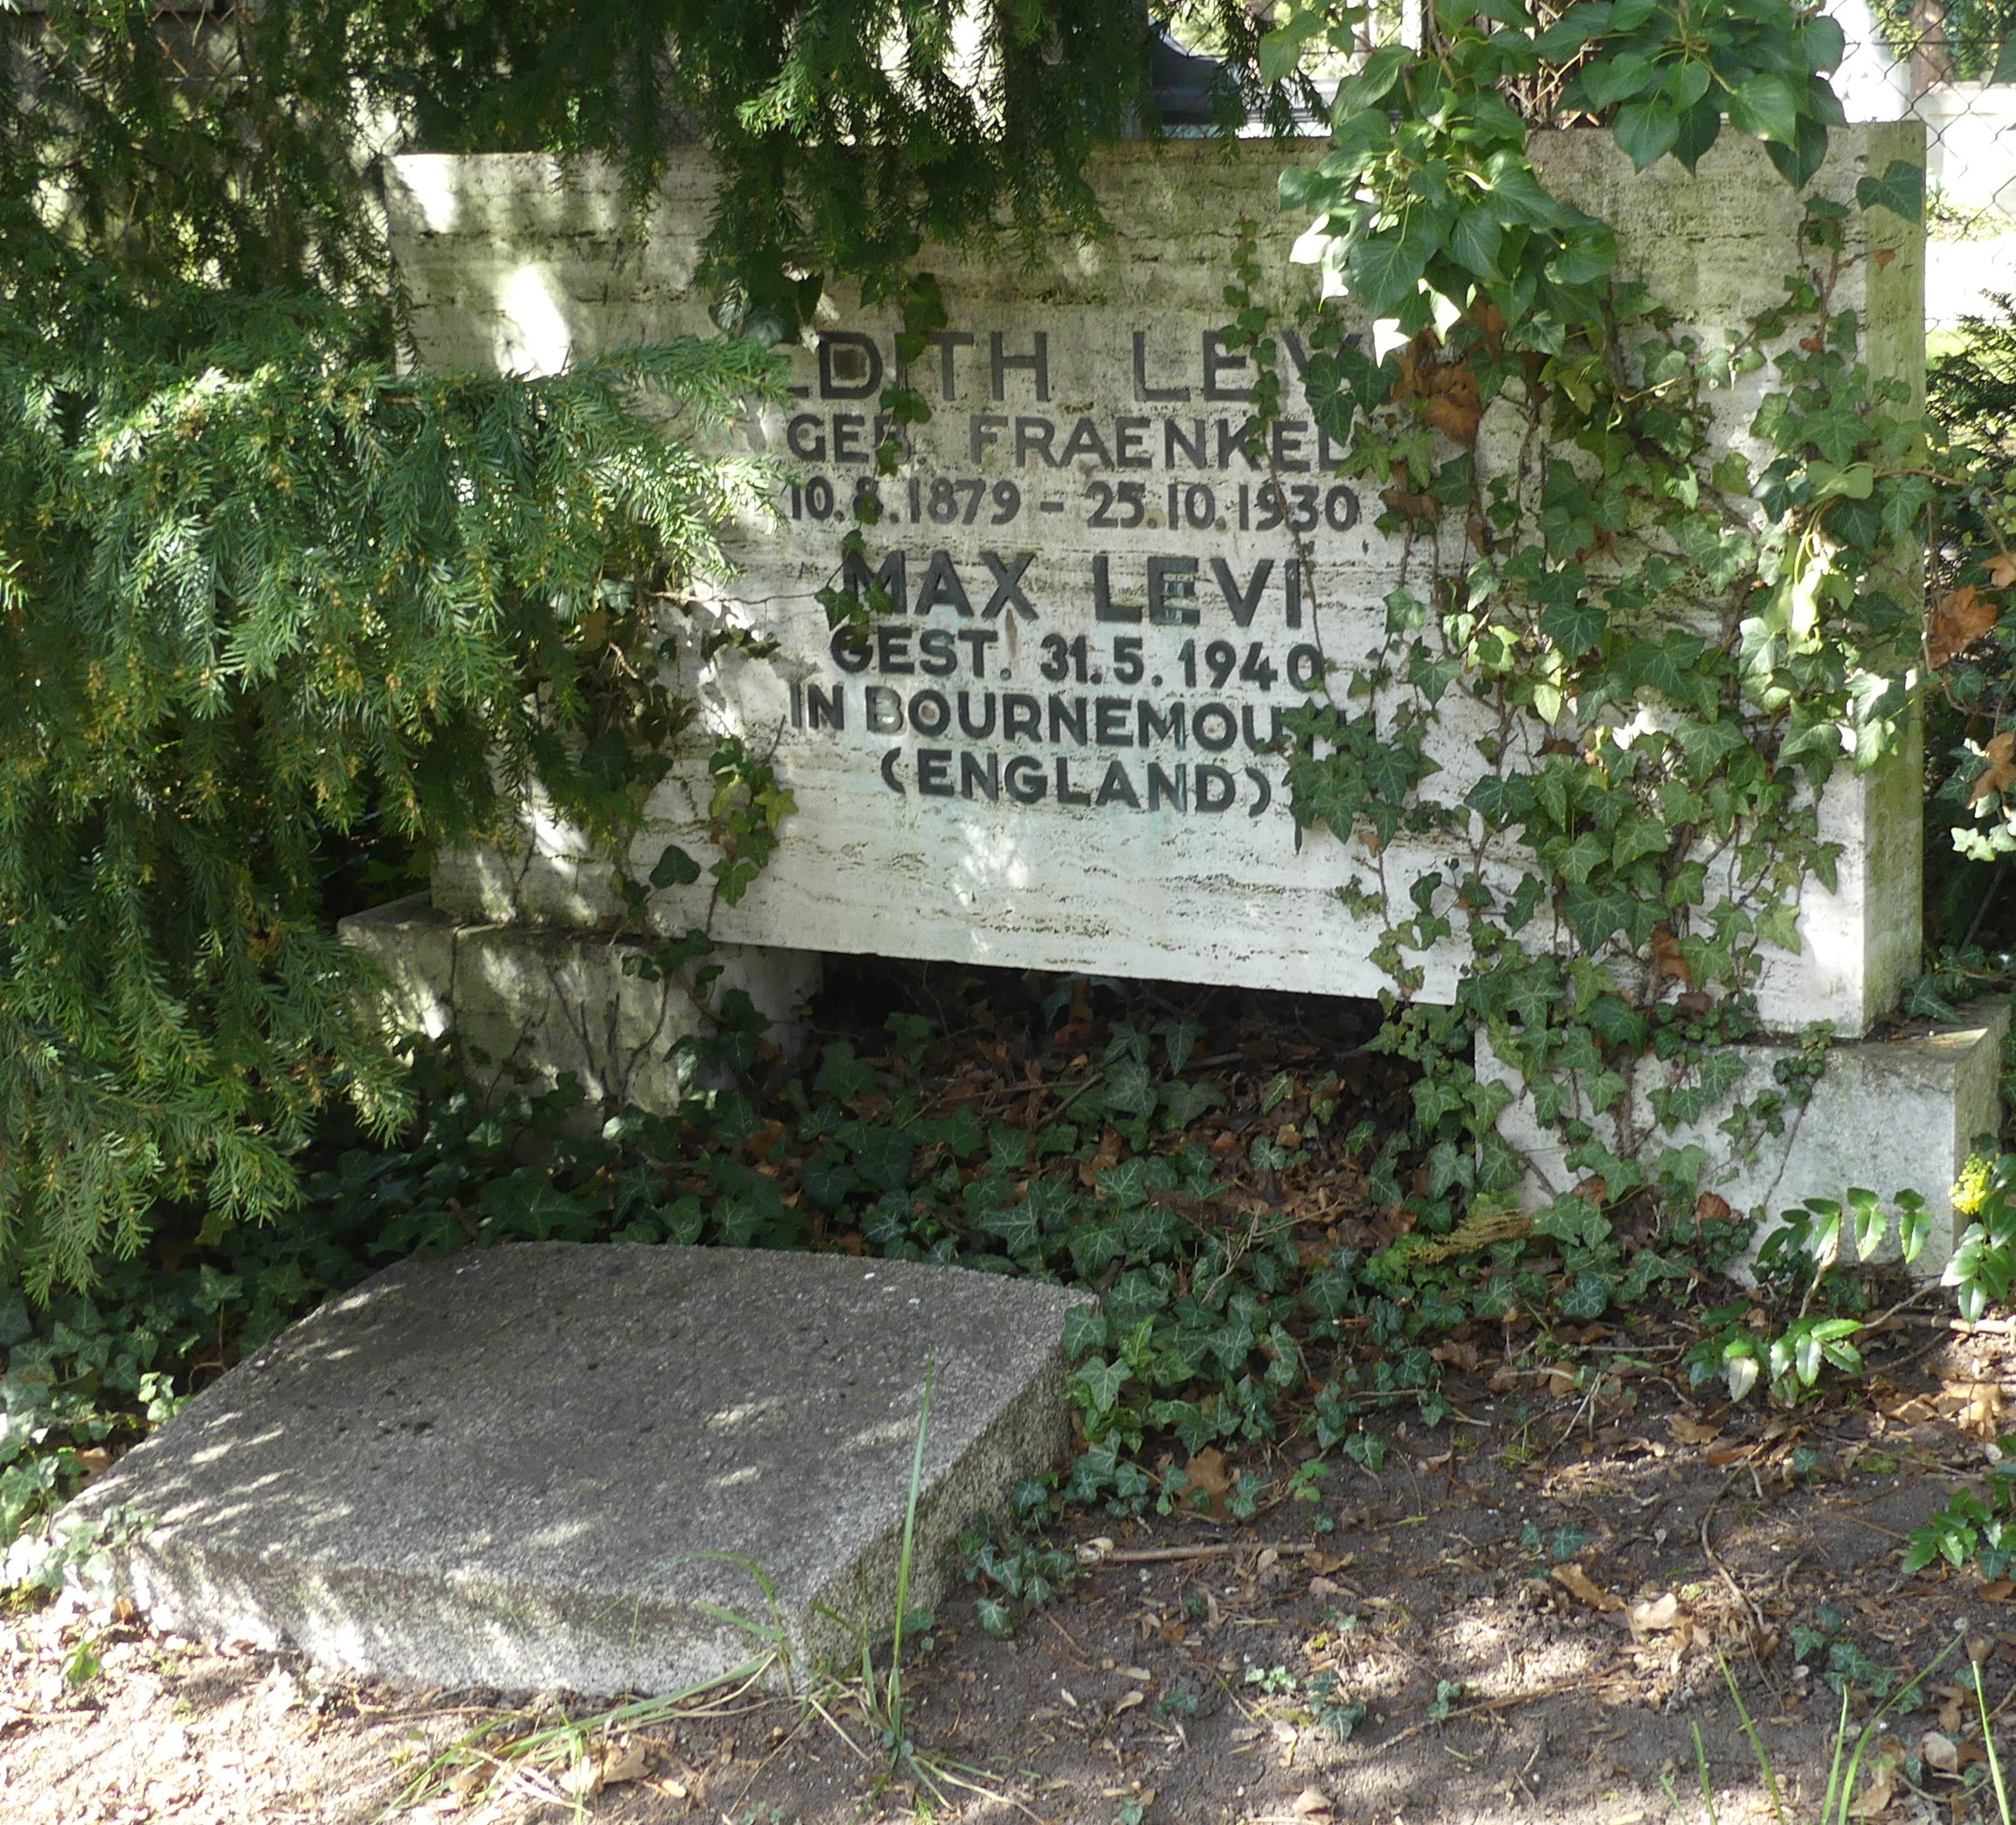 EDITH LEVI
GEB. FRAENKEL
10.8.1879 - 25.10.1930
MAX LEVI
GEST. 31.5.1940
IN BOURNEMOUTH
(ENGLAND)